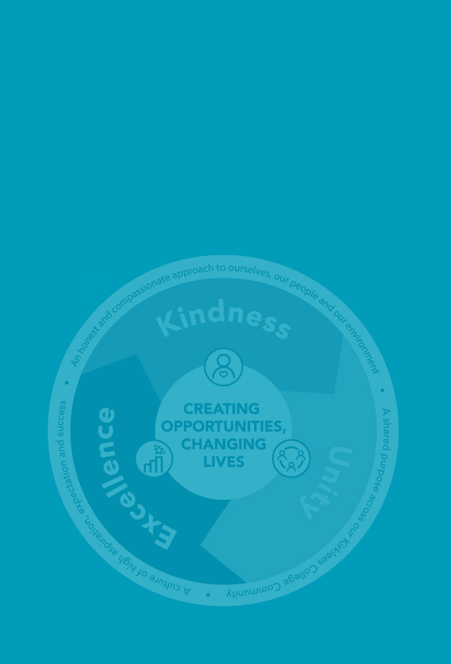 An honest and compassionate approach to ourselves, our people and our environment
Kindness
CREATING
OPPORTUNITIES,
CHANGING
LIVES
Unity
A shared purpose across our Kirklees College Community
Excellence
A culture of high aspiration, expectation and success